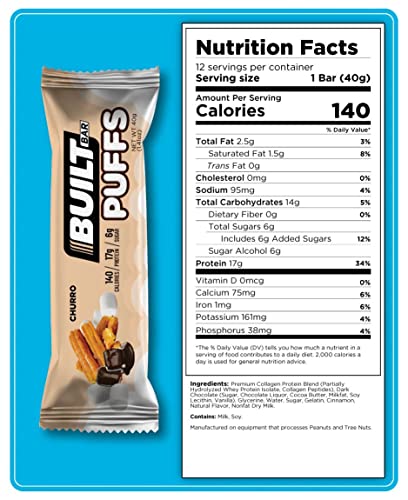 BUILT BAR
PUFFS
NET WT 40g
(1.41oz)
140 CALORIES / 17g PROTEIN / 6g SUGAR
CHURRO
Nutrition Facts
12 servings per container
Serving size 1 Bar (40g)
Amount Per Serving
Calories 140
% Daily Value*
Total Fat 2.5g 3%
Saturated Fat 1.5g 8%
Trans Fat 0g
Cholesterol 0mg 0%
Sodium 95mg 4%
Total Carbohydrates 14g 5%
Dietary Fiber 0g 0%
Total Sugars 6g
Includes 6g Added Sugars 12%
Sugar Alcohol 6g
Protein 17g 34%
Vitamin D 0mcg 0%
Calcium 75mg 6%
Iron 1mg 6%
Potassium 161mg 4%
Phosphorus 38mg 4%
*The % Daily Value (DV) tells you how much a nutrient in a
serving of food contributes to a daily diet. 2,000 calories a
day is used for general nutrition advice.
Ingredients: Premium Collagen Protein Blend (Partially
Hydrolyzed Whey Protein Isolate, Collagen Peptides), Dark
Chocolate (Sugar, Chocolate Liquor, Cocoa Butter, Milkfat, Soy
Lecithin, Vanilla). Glycerine, Water, Sugar, Gelatin, Cinnamon,
Natural Flavor, Nonfat Dry Milk.
Contains: Milk, Soy.
Manufactured on equipment that processes Peanuts and Tree Nuts.